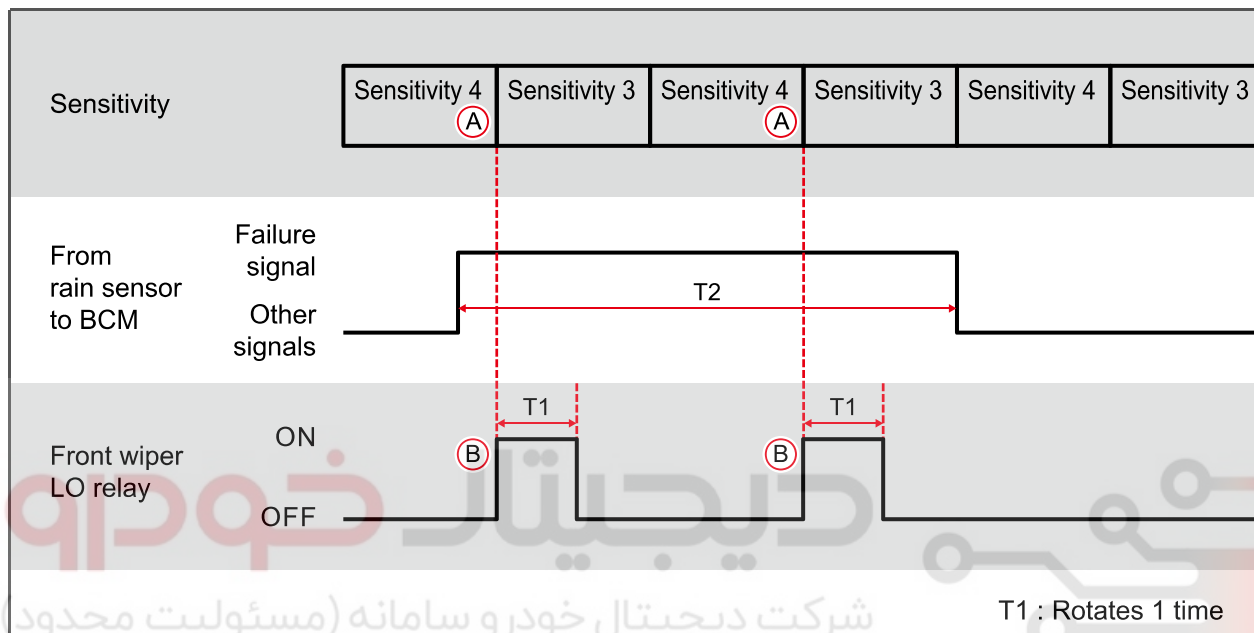 Sensitivity
Sensitivity 4
Sensitivity 3
Sensitivity 4
Sensitivity 3
Sensitivity 4
Sensitivity 3
A
A
From
rain sensor
to BCM
Failure
signal
Other
signals
T2
Front wiper
LO relay
ON
OFF
T1
T1
B
B
دیجیتال خودرو
شرکت دیجیتال خودرو سامانه (مسئولیت محدود)
T1 : Rotates 1 time